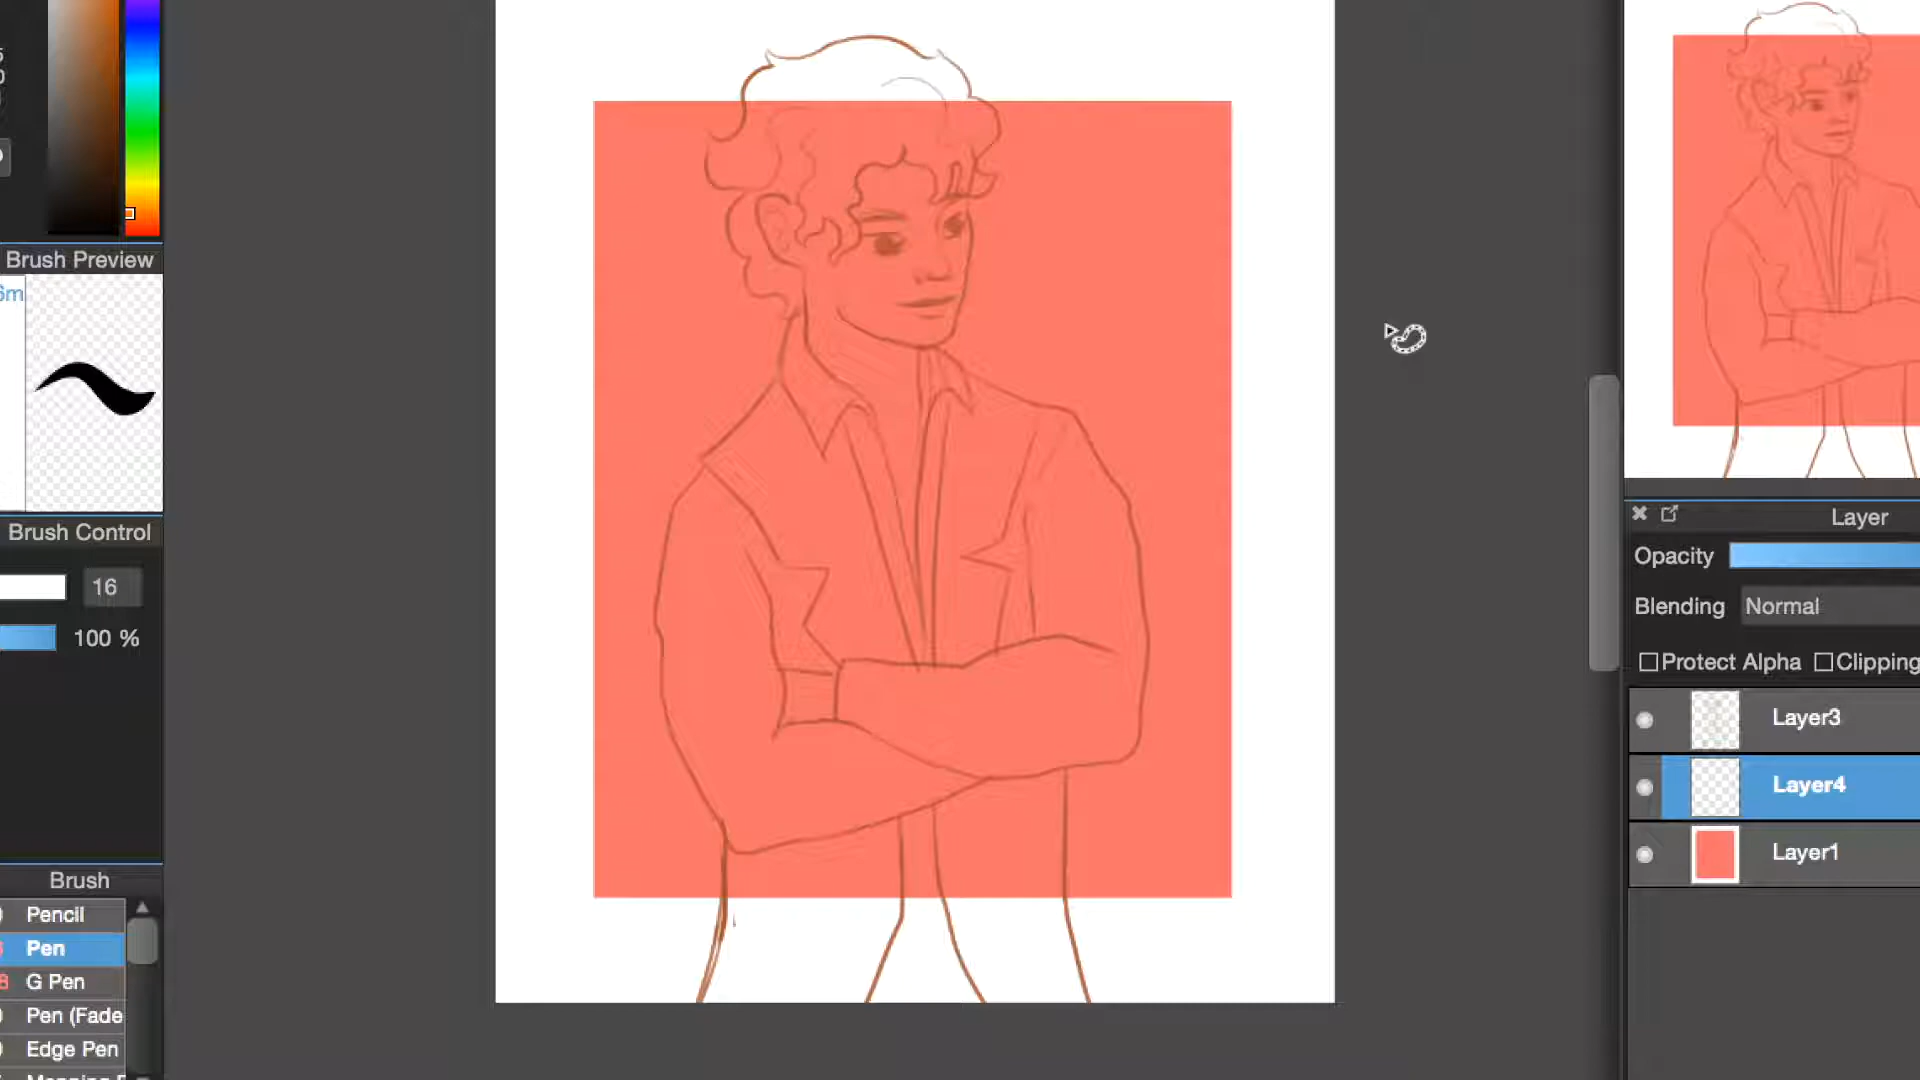 Brush Preview
Brush Control
16
100 %
Brush
Pencil
Pen
G Pen
Pen (Fade
Edge Pen
Layer
Opacity
Blending Normal
Protect Alpha Clipping
Layer3
Layer4
Layer1